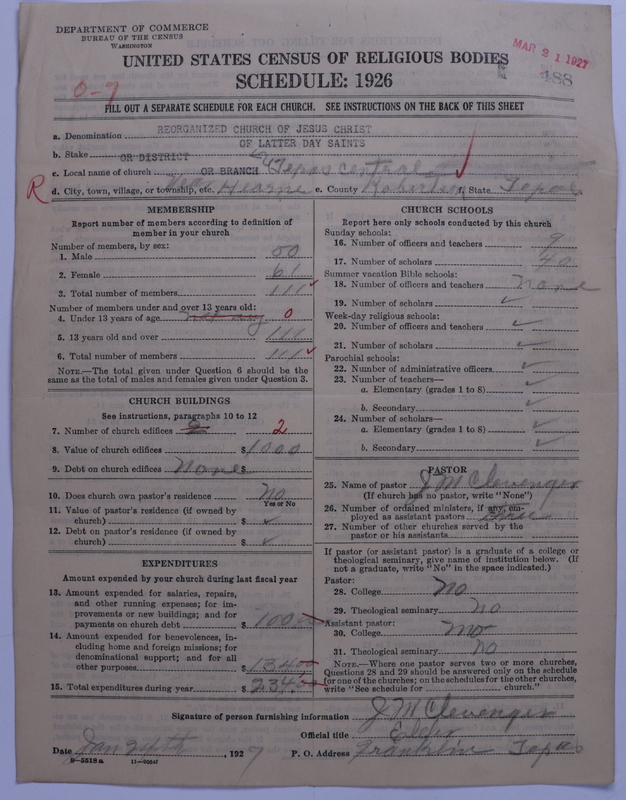 DEPARTMENT OF COMMERCE
BUREAU OF THE CENSUS
WASHINGTON
MAR 21 1927
488
UNITED STATES CENSUS OF RELIGIOUS BODIES
SCHEDULE: 1926
0-9
FILL OUT A SEPARATE SCHEDULE FOR EACH CHURCH. SEE INSTRUCTIONS ON THE BACK OF THIS SHEET
a. Denomination REORGANIZED CHURCH OF JESUS CHRIST
OF LATTER DAY SAINTS
b. Stake OR DISTRICT
c. Local name of church OR BRANCH Texas Central
R
d. City, town, village, or township, etc. Near Hearne e. County Robertson f. State Texas
MEMBERSHIP
Report number of members according to definition of
member in your church
Number of members, by sex:
1. Male 50
2. Female 61
3. Total number of members 111
Number of members under and over 13 years old:
4. Under 13 years of age 0
5. 13 years old and over 111
6. Total number of members 111
NOTE.—The total given under Question 6 should be the
same as the total of males and females given under Question 3.
CHURCH BUILDINGS
See instructions, paragraphs 10 to 12
7. Number of church edifices 2 2
8. Value of church edifices $1000
9. Debt on church edifices None $
10. Does church own pastor's residence No
Yes or No
11. Value of pastor's residence (if owned by
church) $ ✓
12. Debt on pastor's residence (if owned by
church) $ ✓
EXPENDITURES
Amount expended by your church during last fiscal year
13. Amount expended for salaries, repairs,
and other running expenses; for im-
provements or new buildings; and for
payments on church debt $ 100
14. Amount expended for benevolences, in-
cluding home and foreign missions; for
denominational support; and for all
other purposes $ 134
15. Total expenditures during year $ 234
CHURCH SCHOOLS
Report here only schools conducted by this church
Sunday schools:
16. Number of officers and teachers 9
17. Number of scholars 40
Summer vacation Bible schools:
18. Number of officers and teachers none
19. Number of scholars ✓
Week-day religious schools:
20. Number of officers and teachers ✓
21. Number of scholars ✓
Parochial schools:
22. Number of administrative officers ✓
23. Number of teachers—
a. Elementary (grades 1 to 8) ✓
b. Secondary ✓
24. Number of scholars—
a. Elementary (grades 1 to 8) ✓
b. Secondary ✓
PASTOR
25. Name of pastor J M Clevenger
(If church has no pastor, write "None")
26. Number of ordained ministers, if any, em-
ployed as assistant pastors
27. Number of other churches served by the
pastor or his assistants
If pastor (or assistant pastor) is a graduate of a college or
theological seminary, give name of institution below. (If
not a graduate, write "No" in the space indicated.)
Pastor:
28. College No
29. Theological seminary No
Assistant pastor:
30. College No
31. Theological seminary No
NOTE.—Where one pastor serves two or more churches,
Questions 28 and 29 should be answered only on the schedule
for one of the churches; on the schedules for the other churches,
write "See schedule for church."
Signature of person furnishing information J M Clevenger
Official title Elder
Date Jan 24th, 1927 P. O. Address Franklin Texas
9—5518a 11—20547